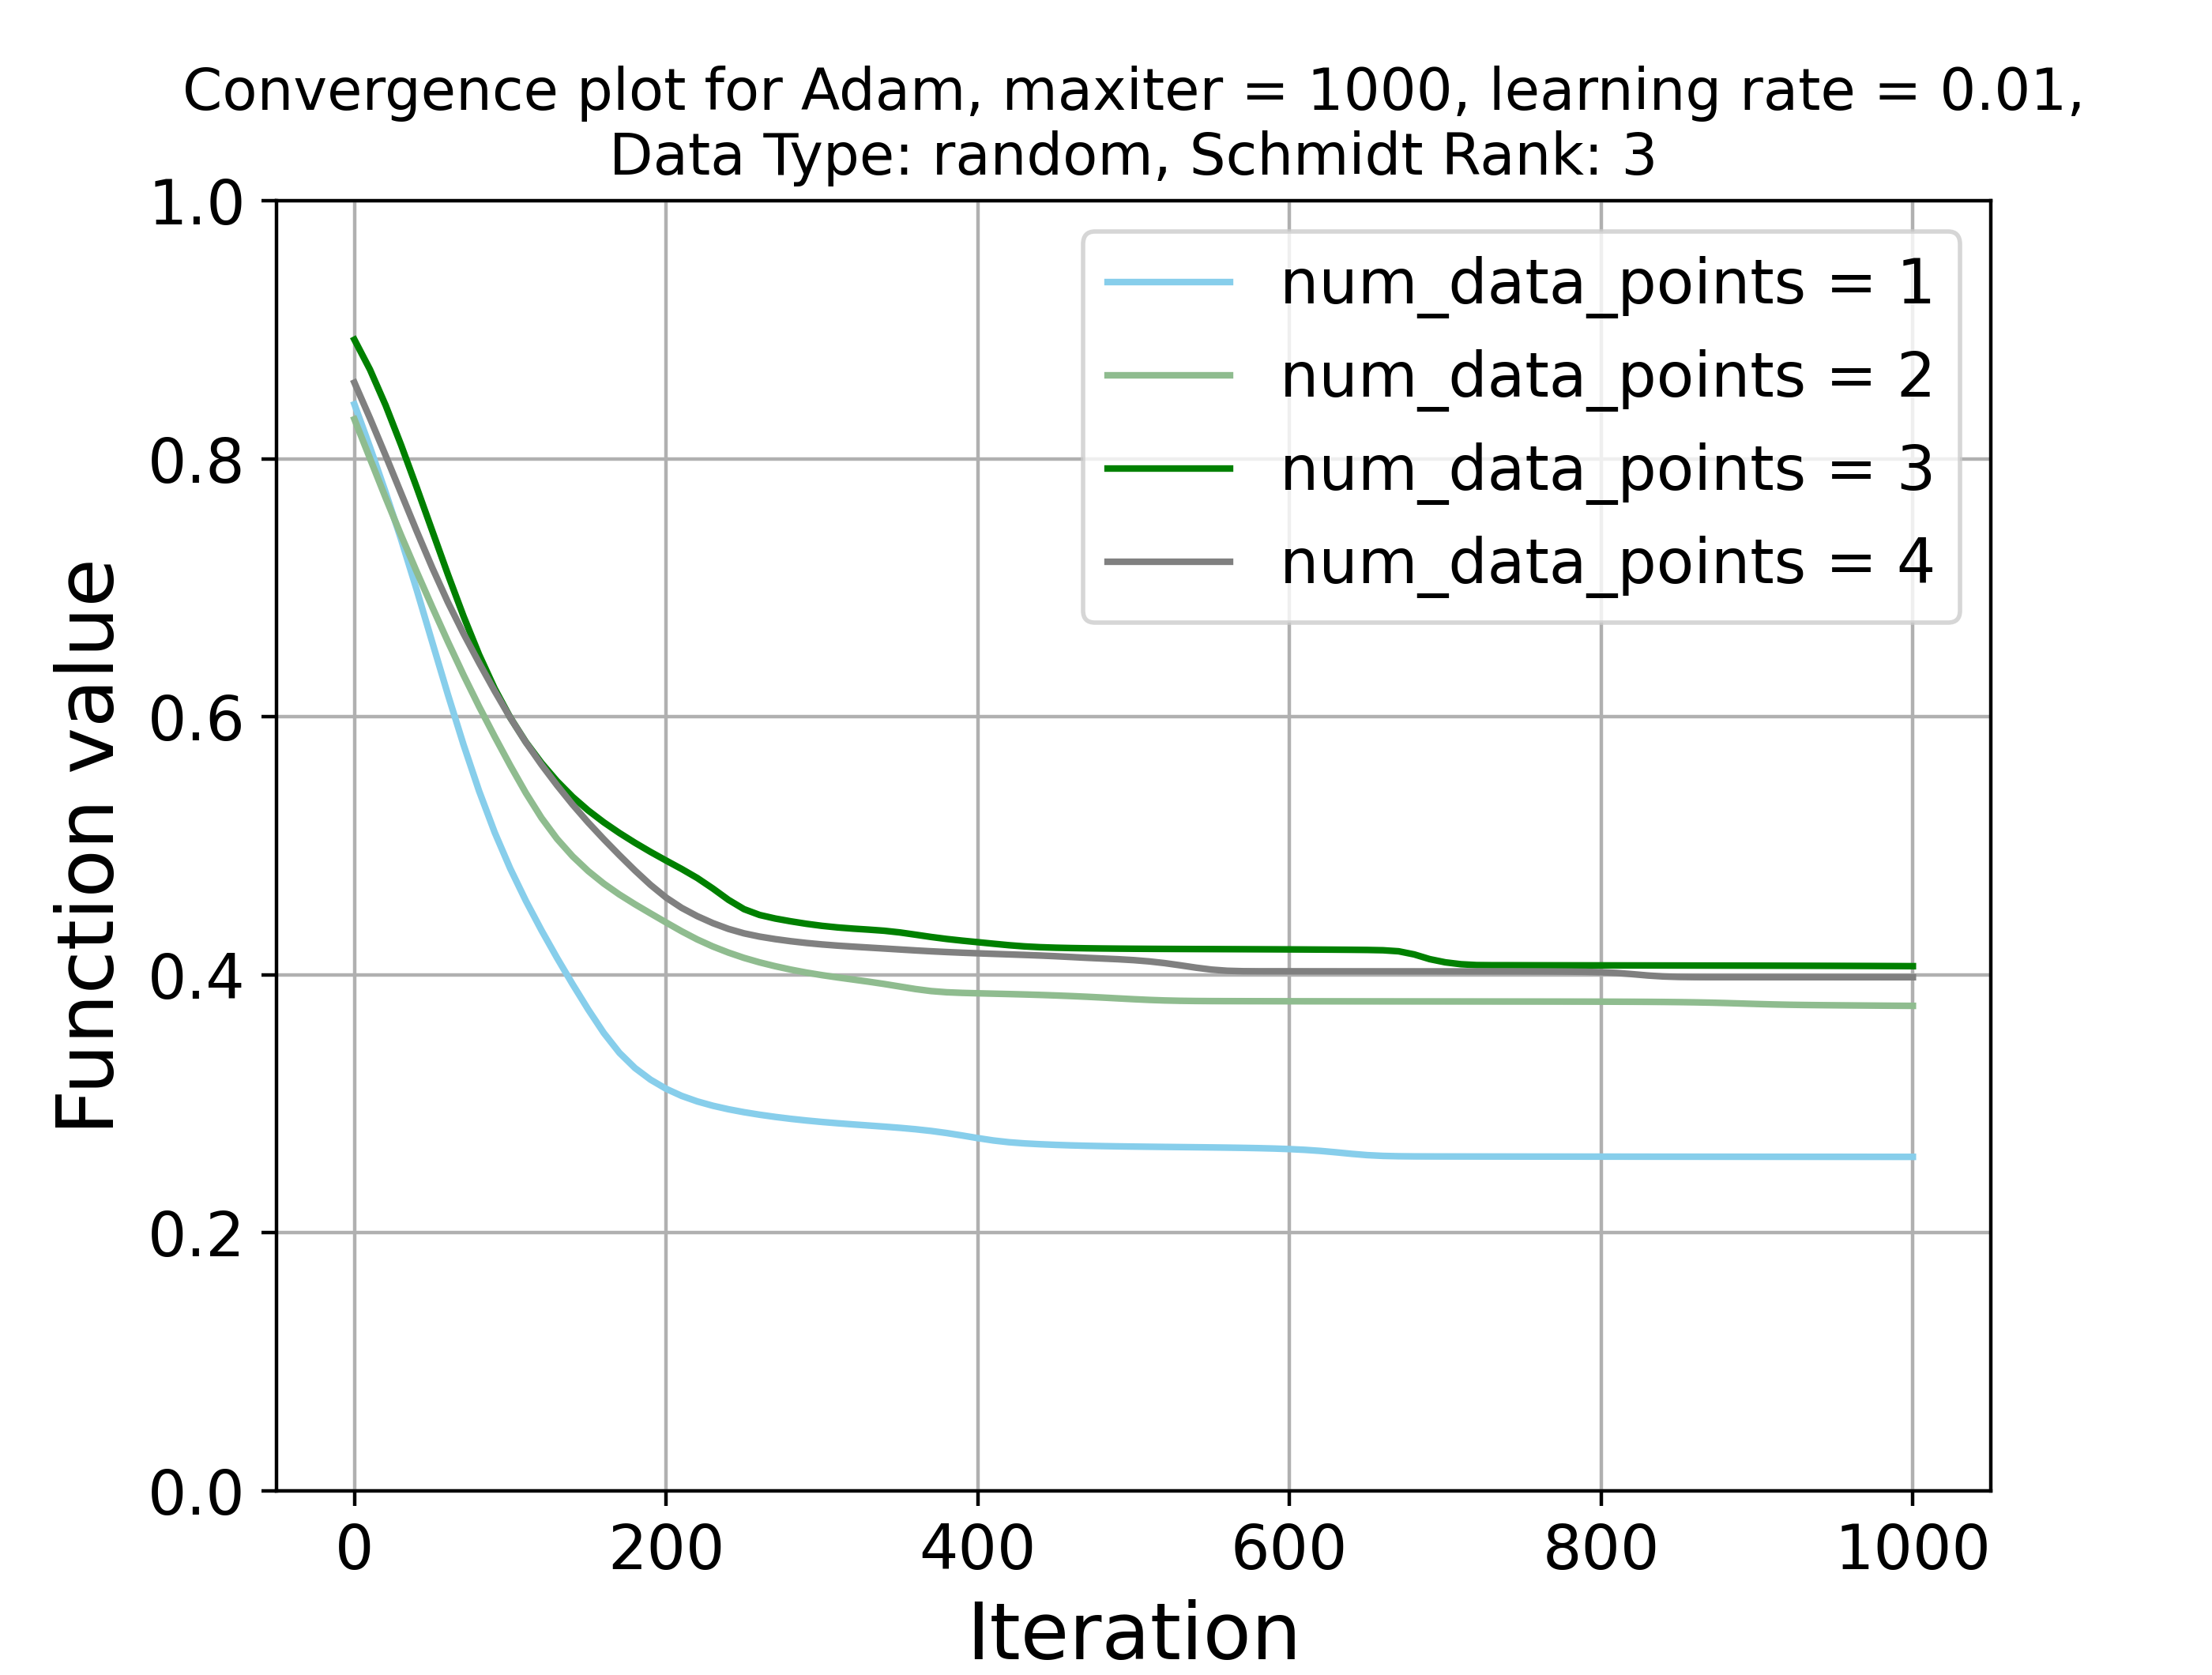 Convergence plot for Adam, maxiter = 1000, learning rate = 0.01,
Data Type: random, Schmidt Rank: 3
1.0
0.8
0.6
0.4
0.2
0.0
Function value
num_data_points = 1
num_data_points = 2
num_data_points = 3
num_data_points = 4
0 200 400 600 800 1000
Iteration